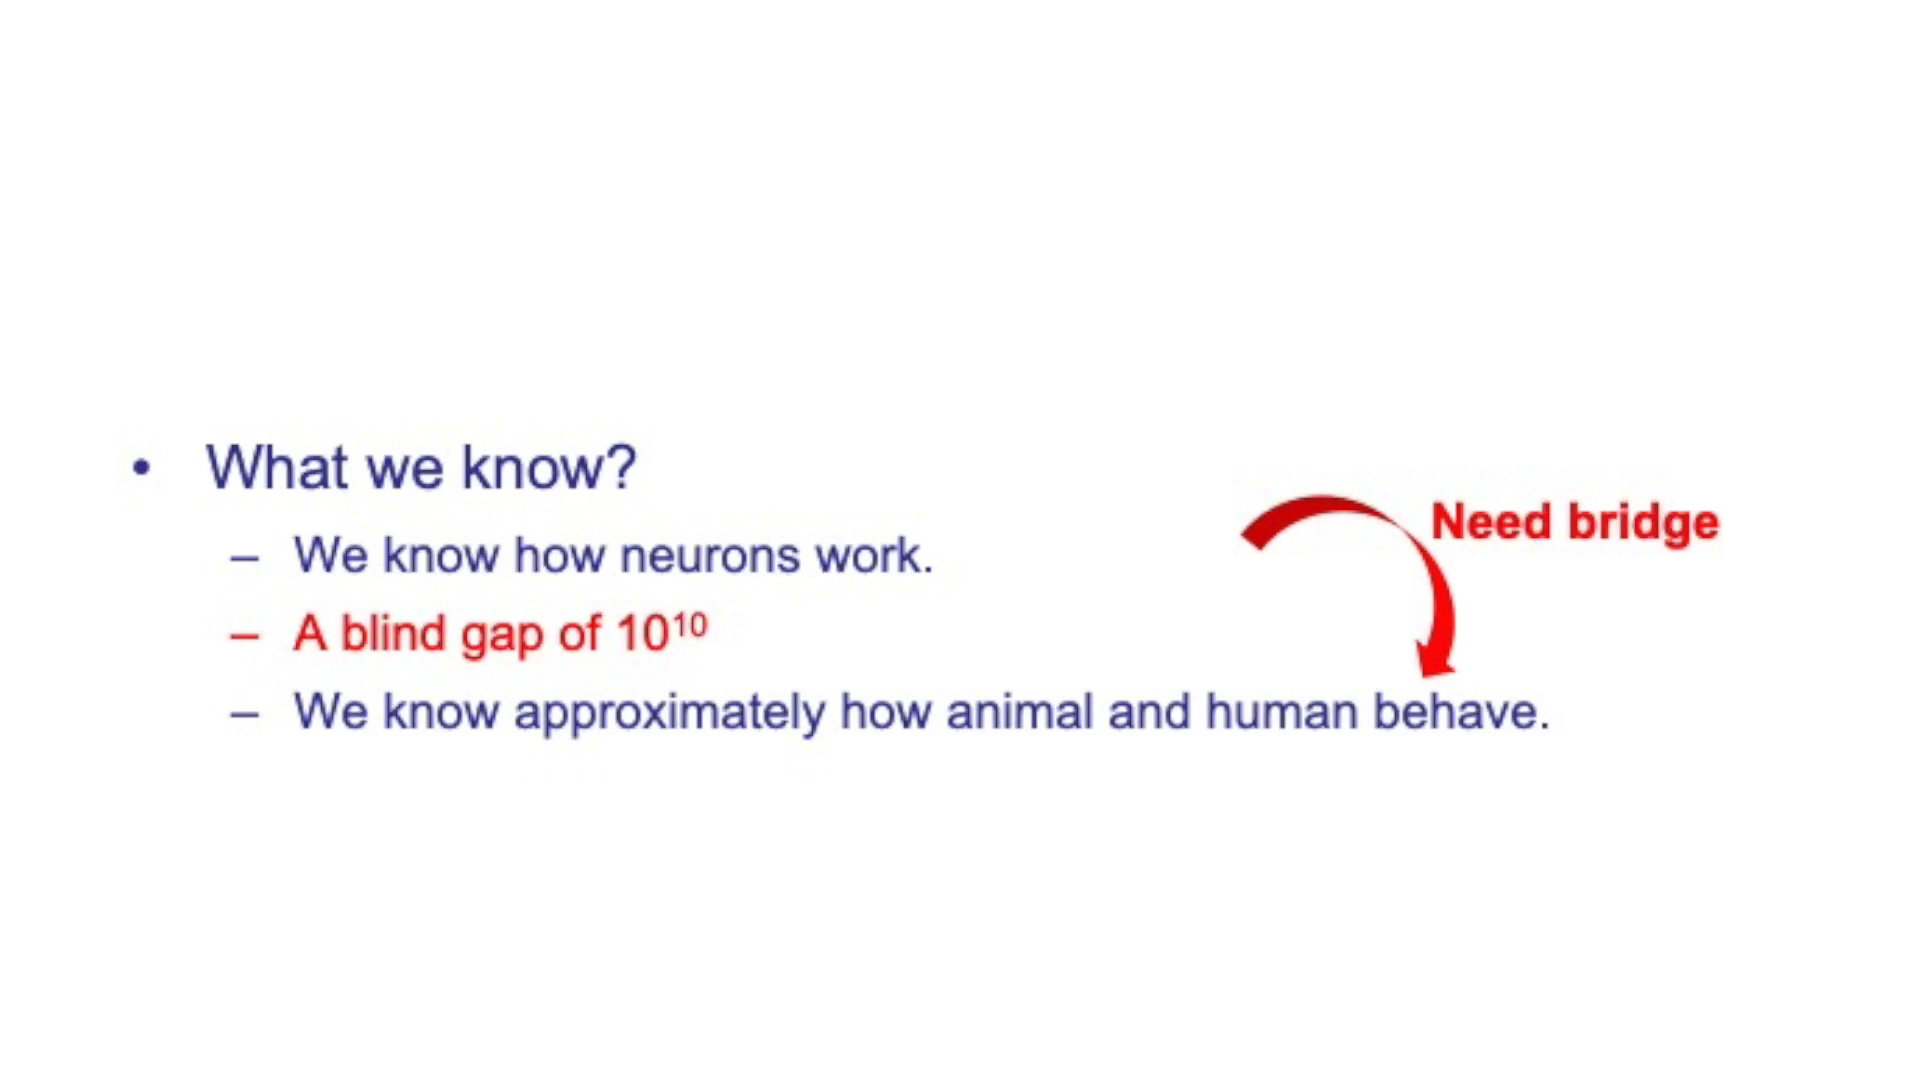 • What we know?
– We know how neurons work.
Need bridge
– A blind gap of 10¹⁰
– We know approximately how animal and human behave.